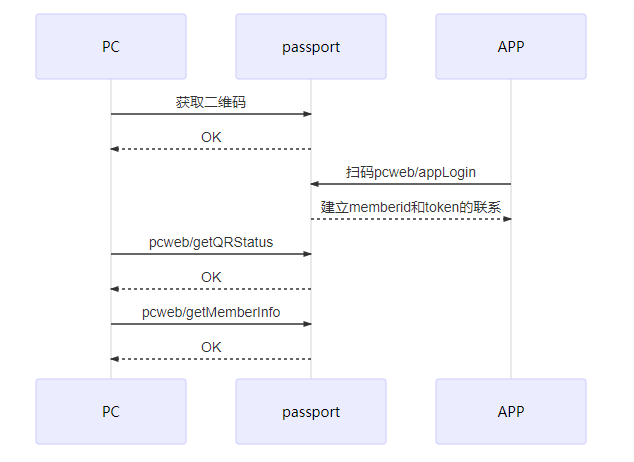 PC
passport
APP
获取二维码
OK
扫码pcweb/appLogin
建立memberid和token的联系
pcweb/getQRStatus
OK
pcweb/getMemberInfo
OK
PC
passport
APP